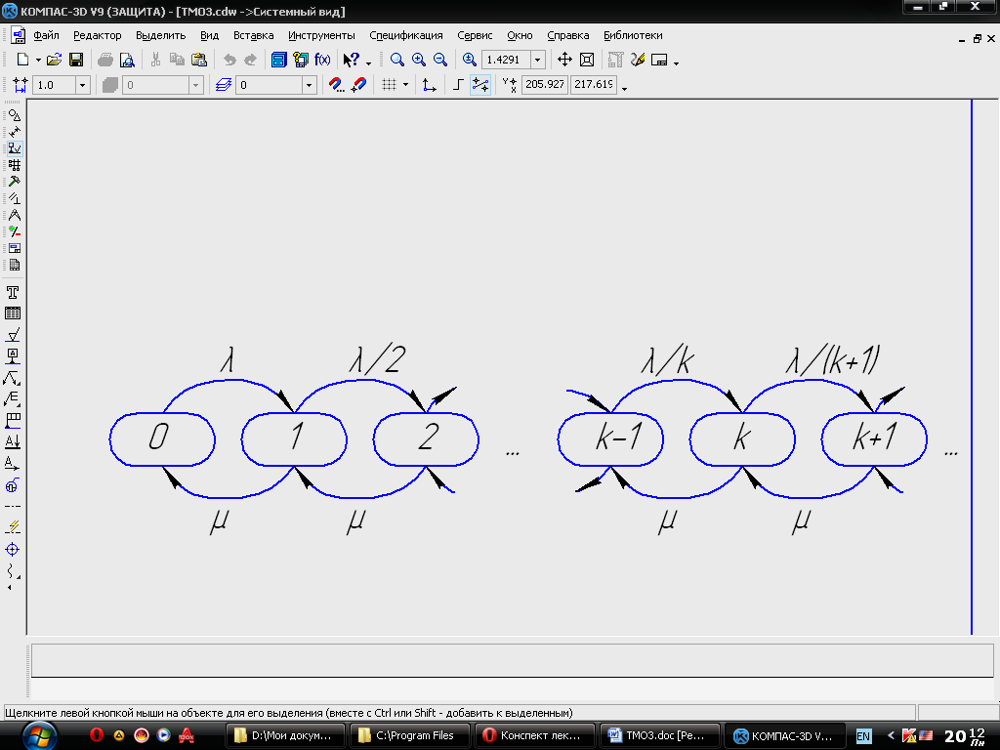 КОМПАС-3D V9 (ЗАЩИТА) - [ТМО3.cdw ->Системный вид]
Файл Редактор Выделить Вид Вставка Инструменты Спецификация Сервис Окно Справка Библиотеки
1.4291
f(x)
1.0 0 0 205.927 217.619
λ λ/2 λ/k λ/(k+1)
0 1 2 ... k-1 k k+1 ...
μ μ μ μ
Щелкните левой кнопкой мыши на объекте для его выделения (вместе с Ctrl или Shift - добавить к выделенным)
D:\Мои докум... C:\Program Files Конспект лек... ТМО3.doc [Ре... КОМПАС-3D V... EN 20 12 Пн